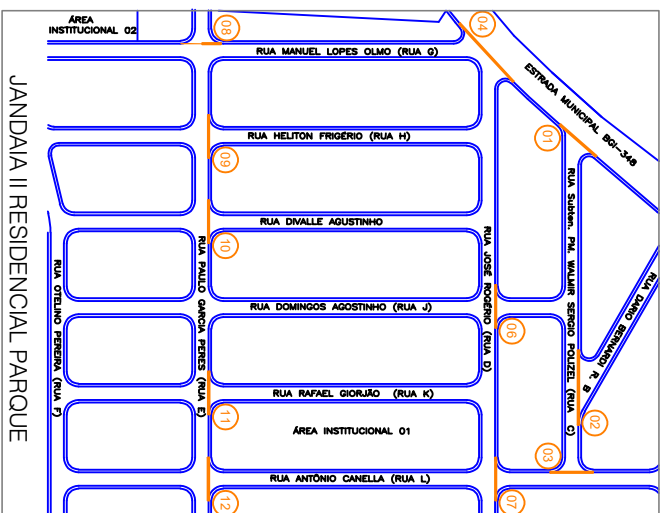 ÁREA
INSTITUCIONAL 02
08
04
RUA MANUEL LOPES OLMO (RUA G)
ESTRADA MUNICIPAL BGI-348
01
RUA HELITON FRIGÉRIO (RUA H)
09
RUA Subten. PM. WALMIR SERGIO POLIZEL (RUA C)
RUA DIVALLE AGUSTINHO
10
RUA JOSÉ ROGÉRIO (RUA D)
RUA PAULO GARCIA PERES (RUA E)
RUA OTELINO PEREIRA (RUA F)
RUA DARIO BERNARDI R. B
RUA DOMINGOS AGOSTINHO (RUA J)
06
RUA RAFAEL GIORJÃO (RUA K)
11
02
ÁREA INSTITUCIONAL 01
03
RUA ANTÔNIO CANELLA (RUA L)
12
07
JANDAIA II RESIDENCIAL PARQUE